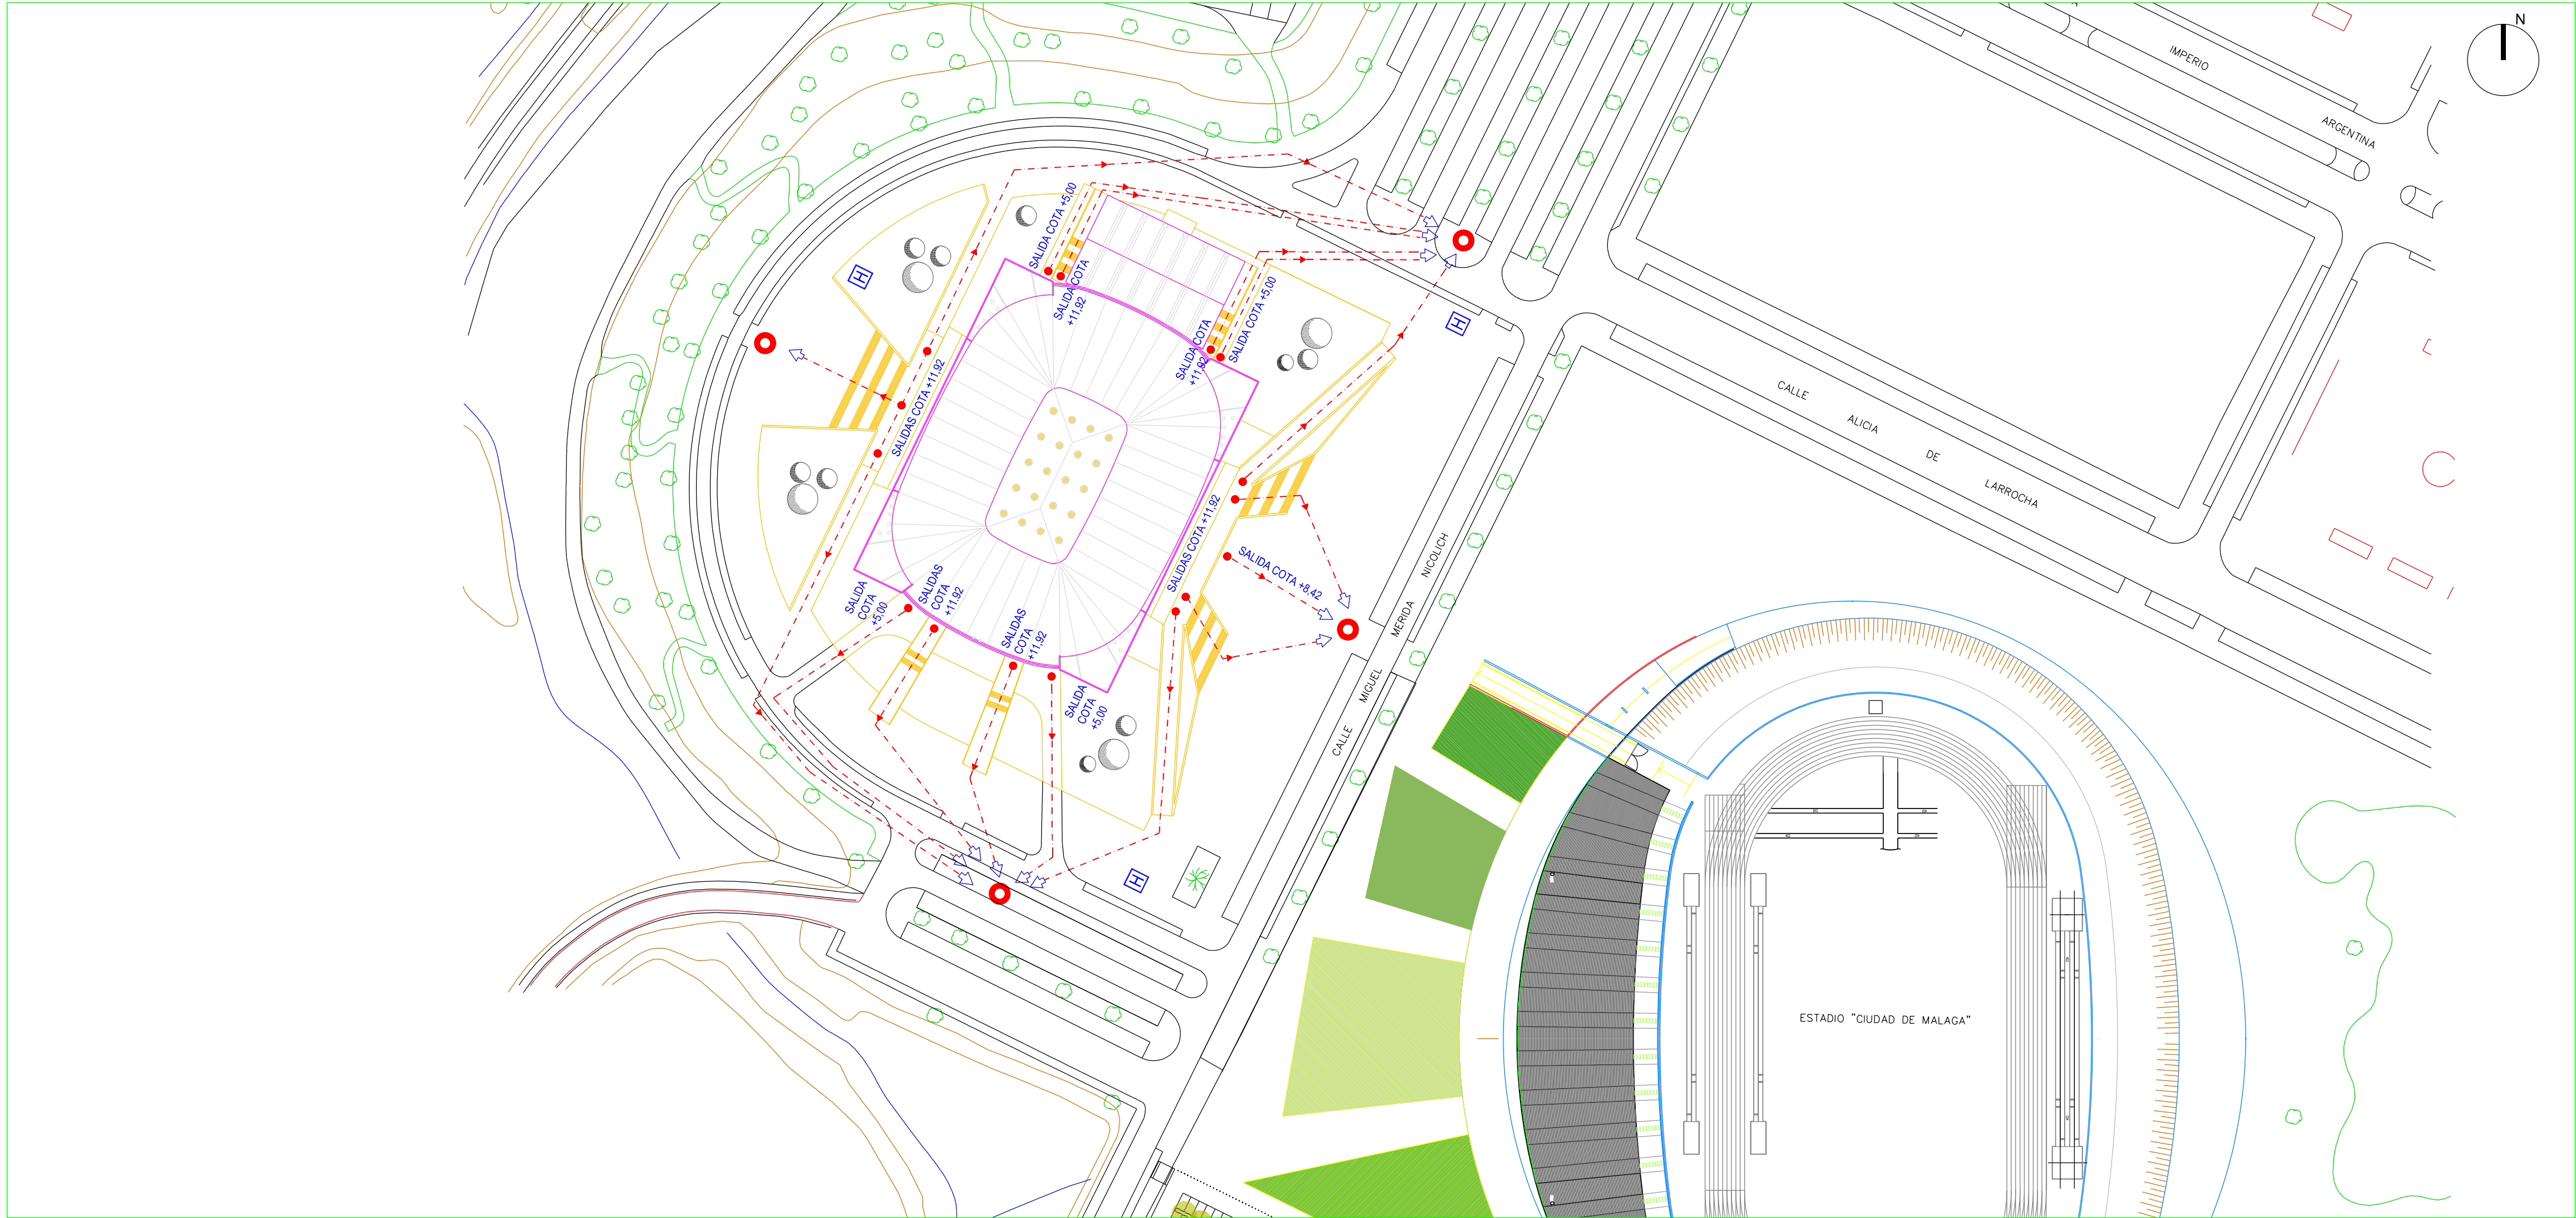 N
IMPERIO
ARGENTINA
SALIDA COTA +5,00
SALIDA COTA
+11,92
H
H
SALIDA COTA
+11,92
SALIDA COTA +5,00
SALIDAS COTA +11,92
CALLE
ALICIA
DE
LARROCHA
SALIDAS COTA +11,92
SALIDA COTA +8,42
SALIDA
COTA
+5,00
SALIDAS
COTA
+11,92
SALIDAS
COTA
+11,92
SALIDA
COTA
+5,00
CALLE
MIGUEL
MERIDA
NICOLICH
H
ESTADIO "CIUDAD DE MALAGA"